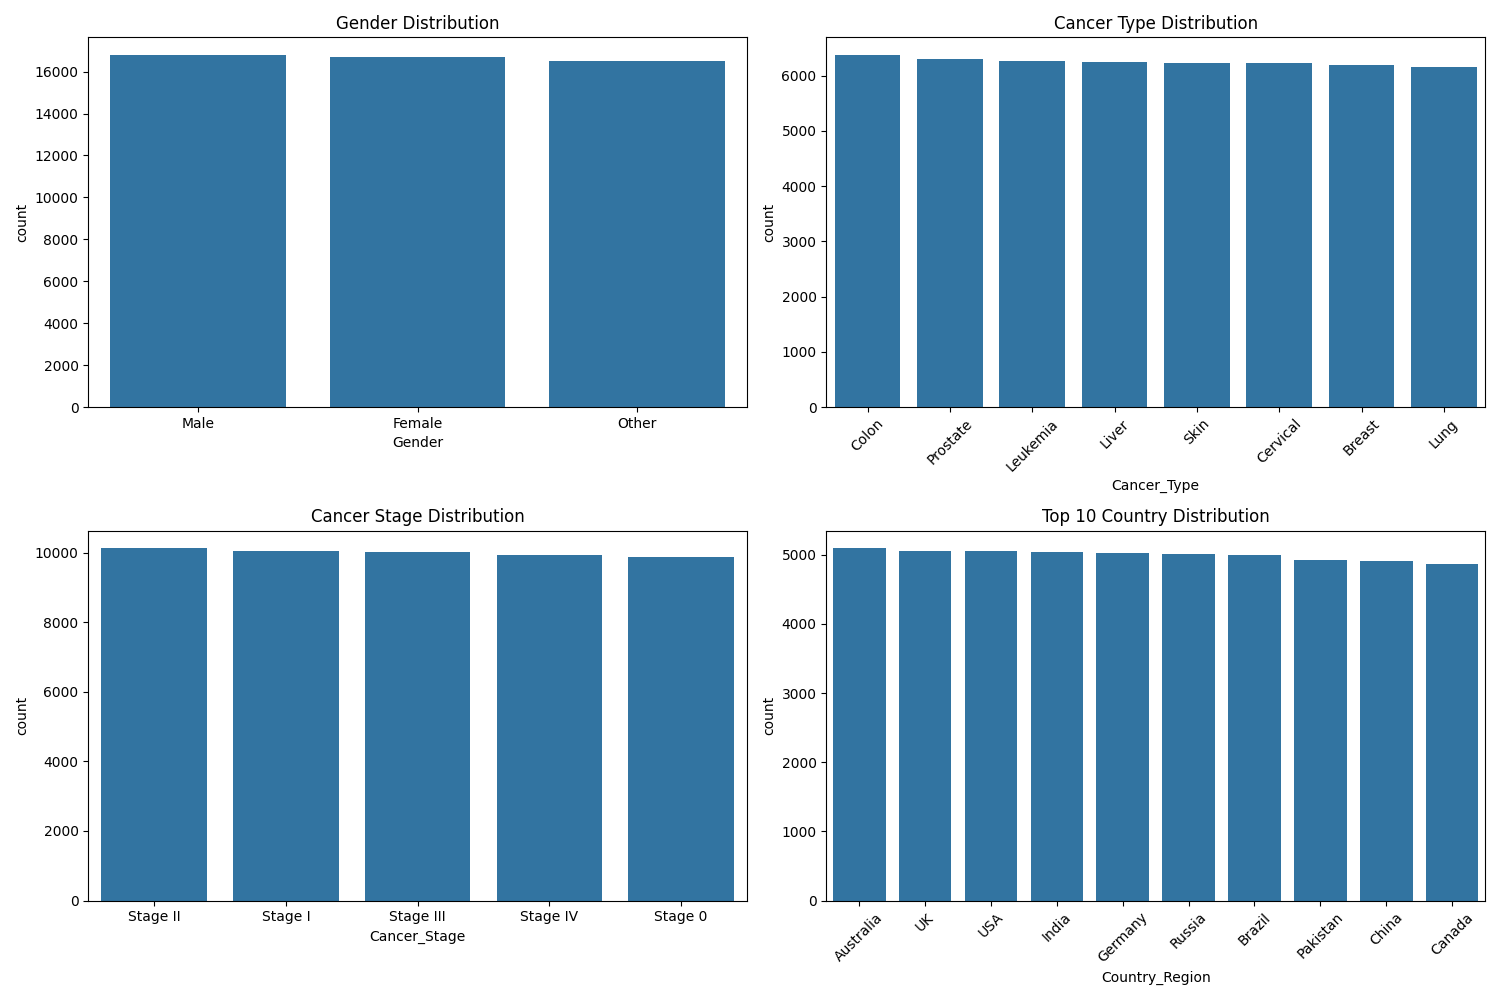 Gender Distribution
16000
14000
12000
10000
8000
6000
4000
2000
0
count
Male Female Other
Gender
Cancer Type Distribution
6000
5000
4000
3000
2000
1000
0
count
Colon Prostate Leukemia Liver Skin Cervical Breast Lung
Cancer_Type
Cancer Stage Distribution
10000
8000
6000
4000
2000
0
count
Stage II Stage I Stage III Stage IV Stage 0
Cancer_Stage
Top 10 Country Distribution
5000
4000
3000
2000
1000
0
count
Australia UK USA India Germany Russia Brazil Pakistan China Canada
Country_Region